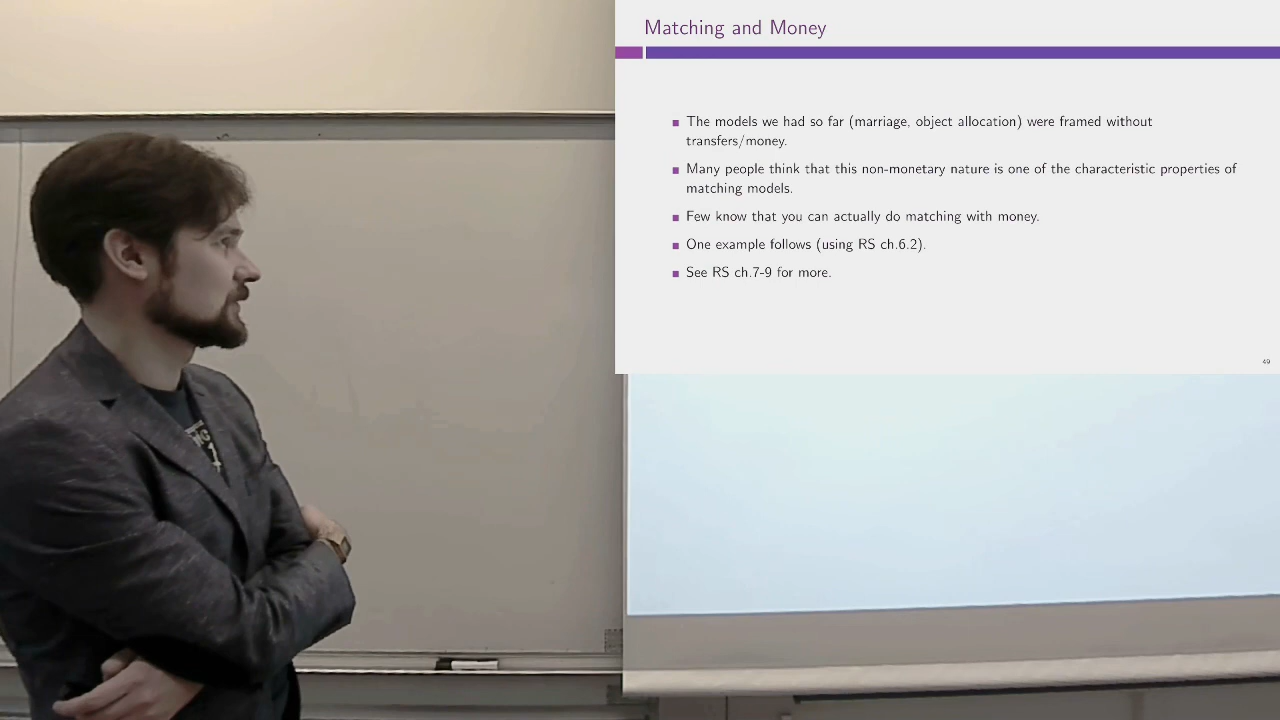 Matching and Money
The models we had so far (marriage, object allocation) were framed without
transfers/money.
Many people think that this non-monetary nature is one of the characteristic properties of
matching models.
Few know that you can actually do matching with money.
One example follows (using RS ch.6.2).
See RS ch.7-9 for more.
49